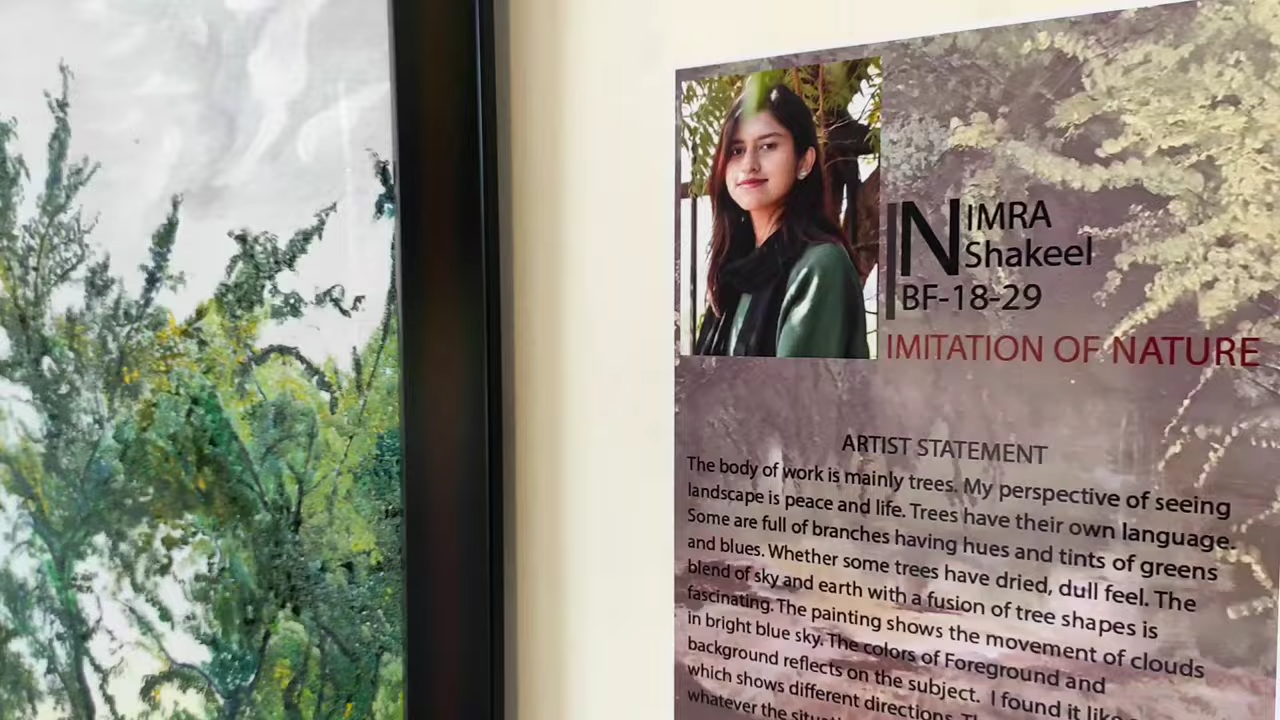 NIMRA
Shakeel
BF-18-29
IMITATION OF NATURE
ARTIST STATEMENT
The body of work is mainly trees. My perspective of seeing
landscape is peace and life. Trees have their own language.
Some are full of branches having hues and tints of greens
and blues. Whether some trees have dried, dull feel. The
blend of sky and earth with a fusion of tree shapes is
fascinating. The painting shows the movement of clouds
in bright blue sky. The colors of Foreground and
background reflects on the subject. I found it like
which shows different directions.
whatever the